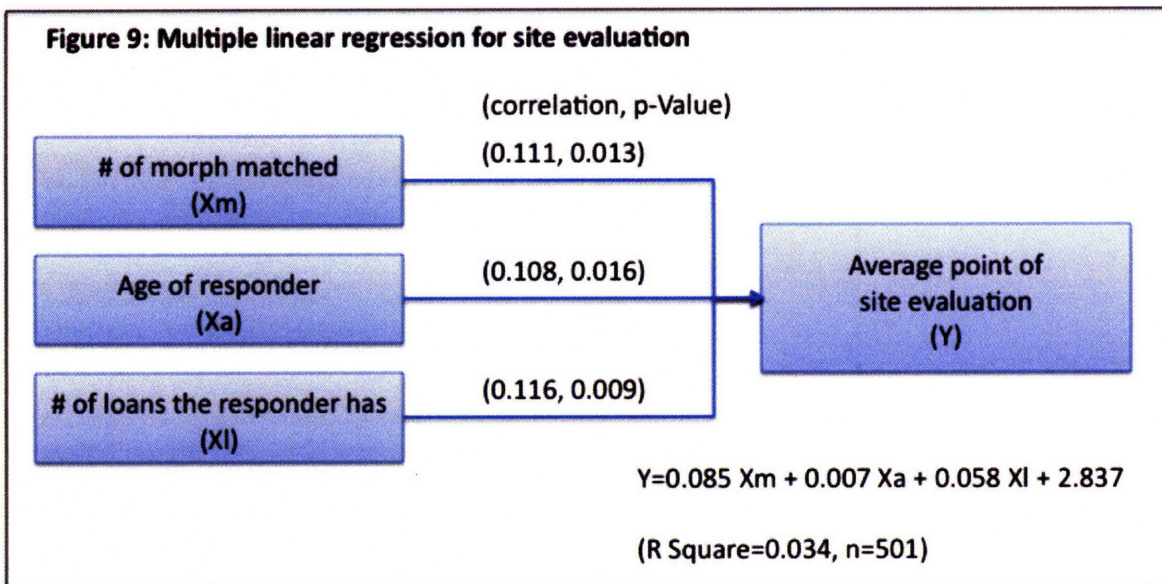 Figure 9: Multiple linear regression for site evaluation
(correlation, p-Value)
# of morph matched
(Xm)
(0.111, 0.013)
Age of responder
(Xa)
(0.108, 0.016)
# of loans the responder has
(Xl)
(0.116, 0.009)
Average point of
site evaluation
(Y)
Y=0.085 Xm + 0.007 Xa + 0.058 Xl + 2.837
(R Square=0.034, n=501)